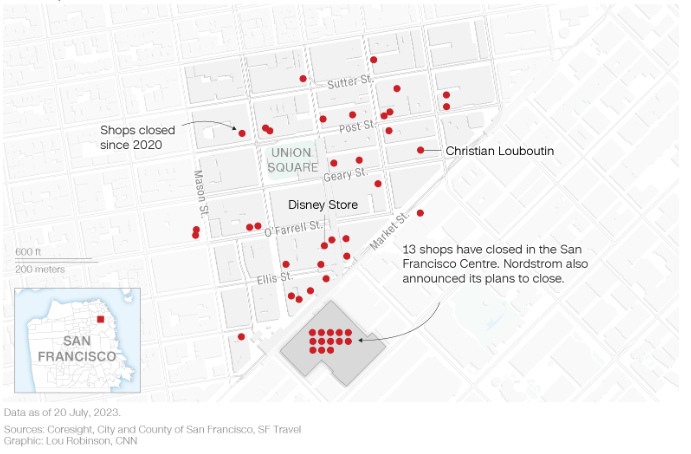 Sutter St.
Shops closed
since 2020
Post St.
UNION
SQUARE
Christian Louboutin
Geary St.
Mason St.
Disney Store
O'Farrell St.
Market St.
600 ft
200 meters
Ellis St.
13 shops have closed in the San
Francisco Centre. Nordstrom also
announced its plans to close.
SAN
FRANCISCO
Data as of 20 July, 2023.
Sources: Coresight, City and County of San Francisco, SF Travel
Graphic: Lou Robinson, CNN